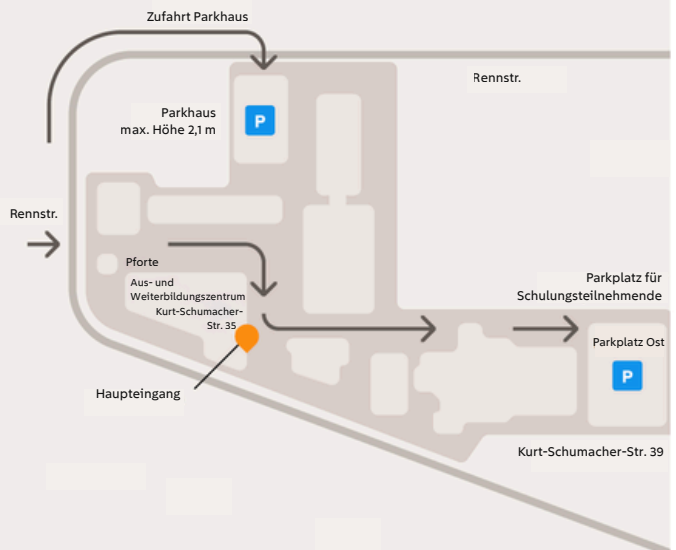 Zufahrt Parkhaus
Rennstr.
Parkhaus
max. Höhe 2,1 m
P
Rennstr.
Pforte
Aus- und
Weiterbildungszentrum
Kurt-Schumacher-
Str. 35
Parkplatz für
Schulungsteilnehmende
Parkplatz Ost
P
Haupteingang
Kurt-Schumacher-Str. 39